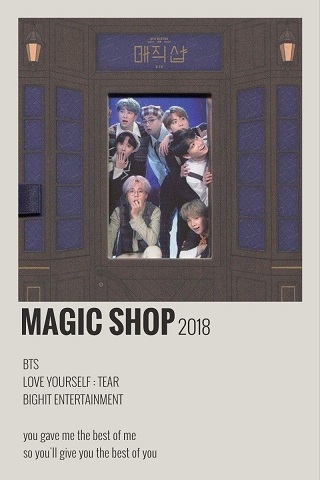 매직 샵
BTS
MAGIC SHOP 2018
BTS
LOVE YOURSELF : TEAR
BIGHIT ENTERTAINMENT
you gave me the best of me
so you'll give you the best of you